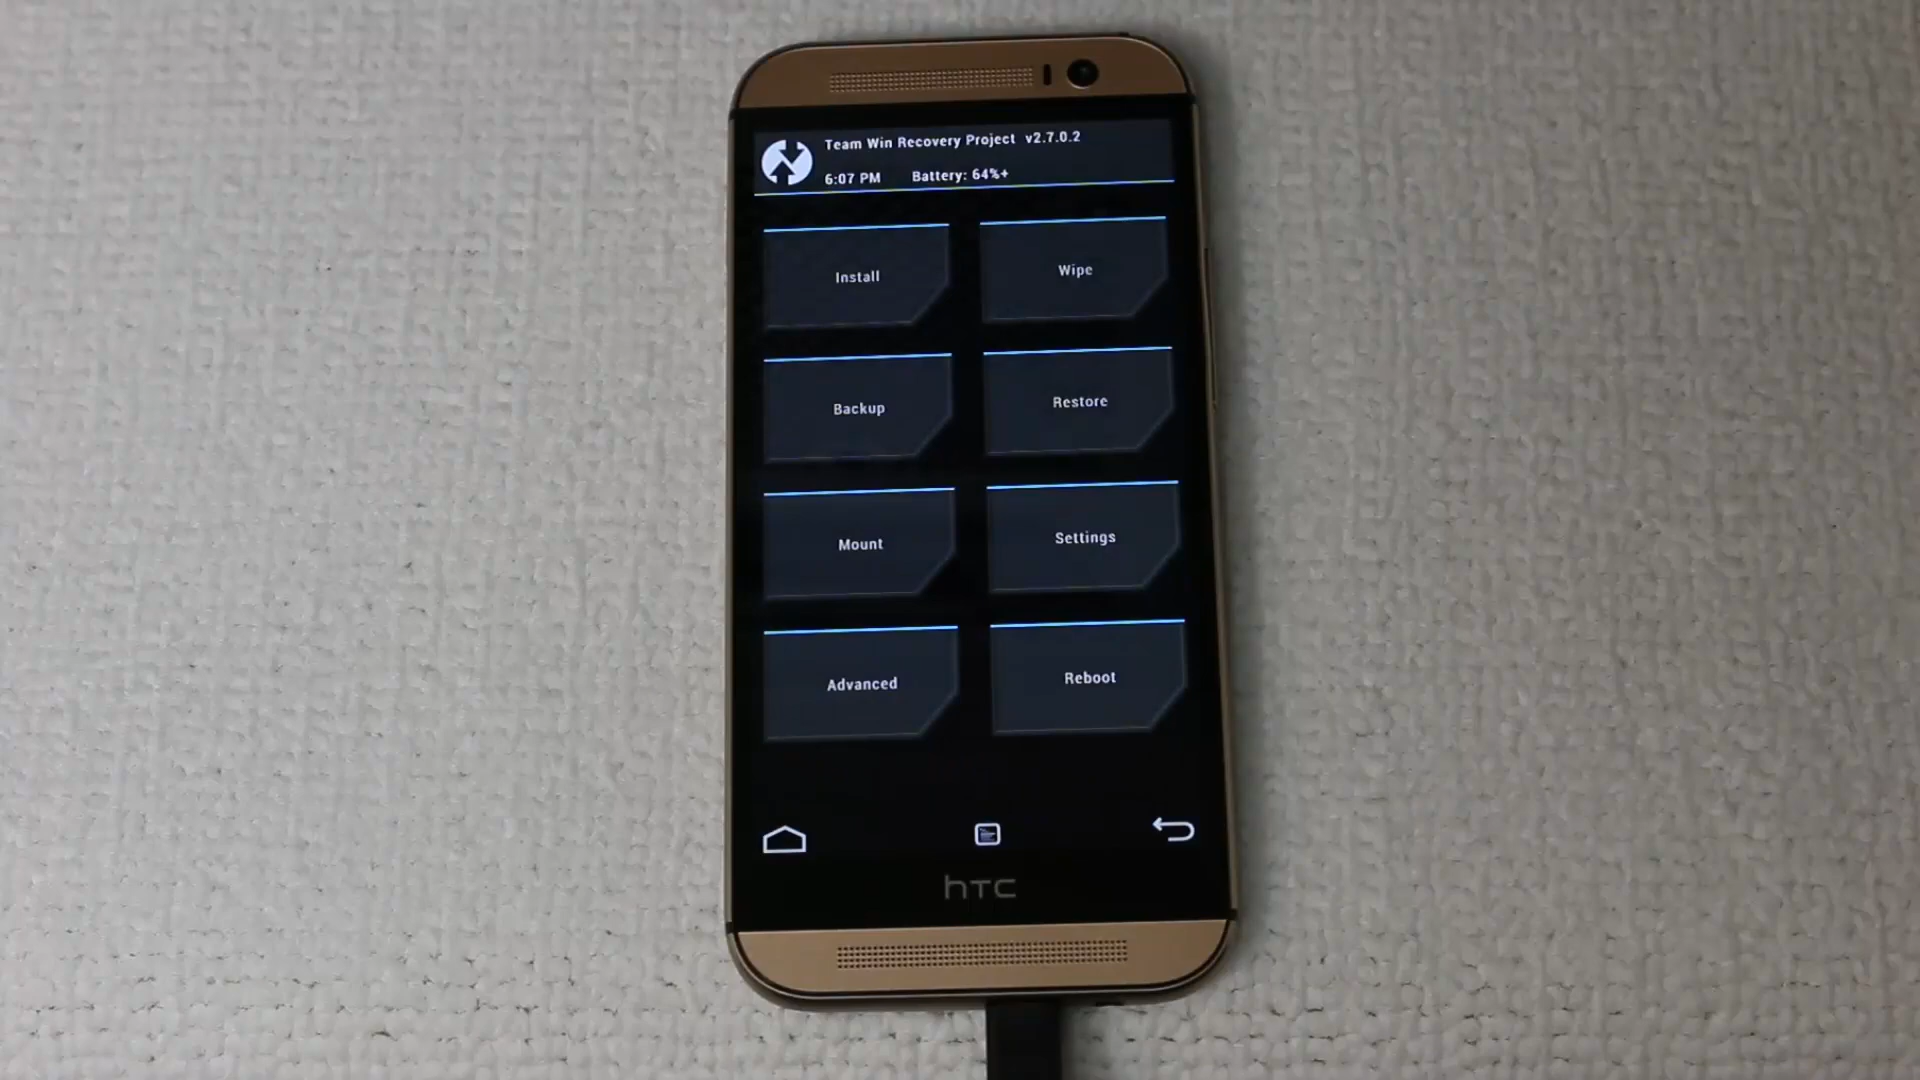 Team Win Recovery Project v2.7.0.2
6:07 PM Battery: 64%+
Install Wipe
Backup Restore
Mount Settings
Advanced Reboot
hTC